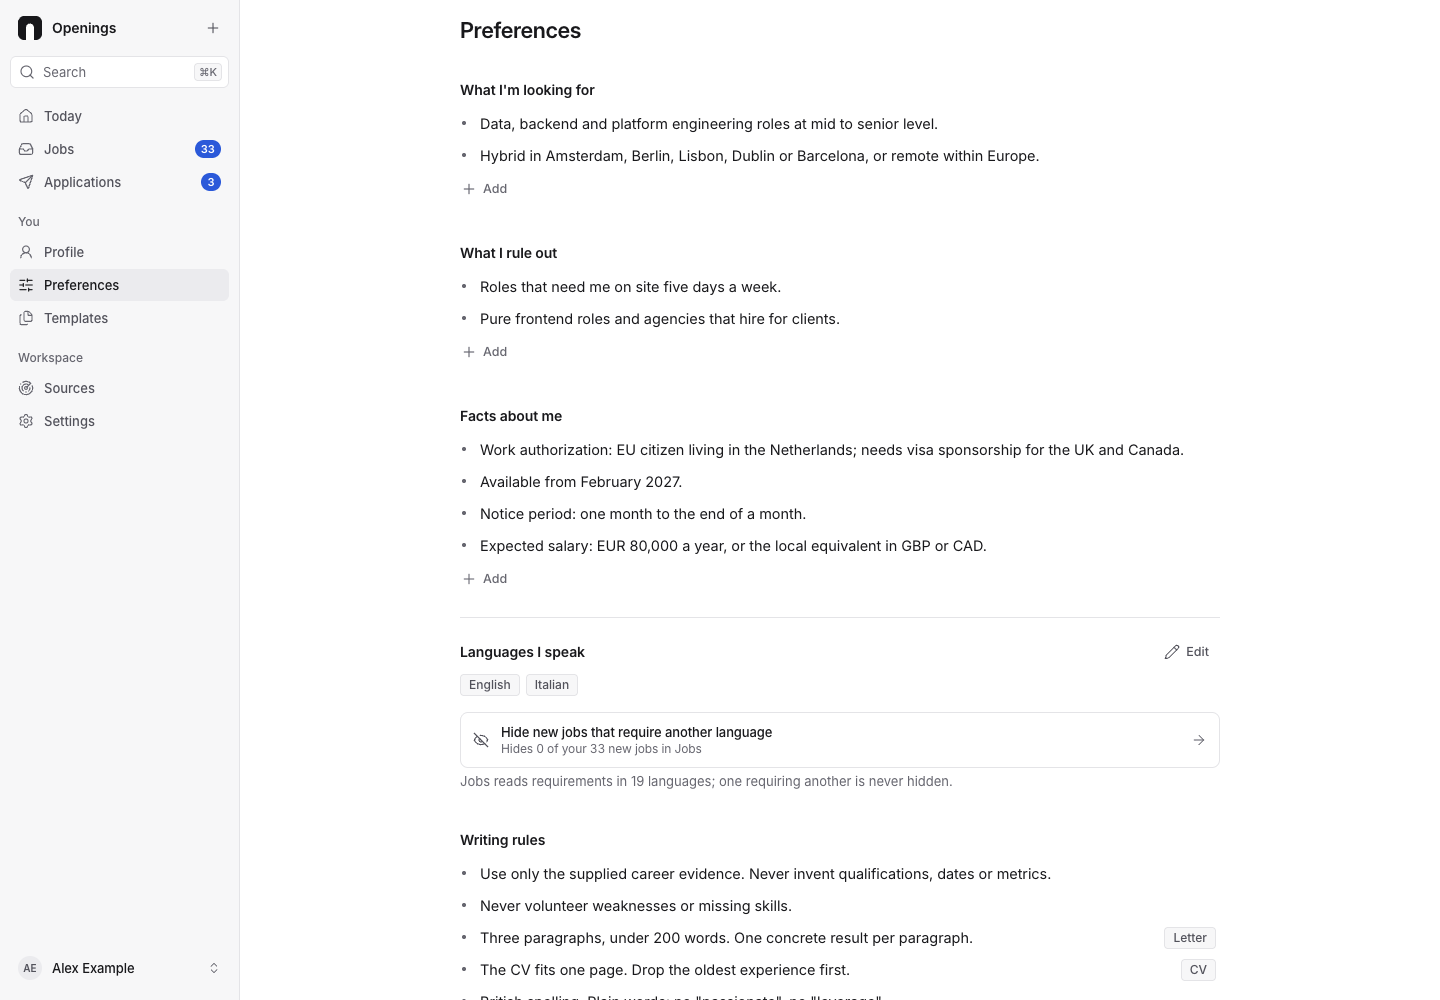 Openings
Search
⌘K
Today
Jobs
33
Applications
3
You
Profile
Preferences
Templates
Workspace
Sources
Settings
AE
Alex Example
Preferences
What I'm looking for
• Data, backend and platform engineering roles at mid to senior level.
• Hybrid in Amsterdam, Berlin, Lisbon, Dublin or Barcelona, or remote within Europe.
Add
What I rule out
• Roles that need me on site five days a week.
• Pure frontend roles and agencies that hire for clients.
Add
Facts about me
• Work authorization: EU citizen living in the Netherlands; needs visa sponsorship for the UK and Canada.
• Available from February 2027.
• Notice period: one month to the end of a month.
• Expected salary: EUR 80,000 a year, or the local equivalent in GBP or CAD.
Add
Languages I speak
Edit
English
Italian
Hide new jobs that require another language
Hides 0 of your 33 new jobs in Jobs
Jobs reads requirements in 19 languages; one requiring another is never hidden.
Writing rules
• Use only the supplied career evidence. Never invent qualifications, dates or metrics.
• Never volunteer weaknesses or missing skills.
• Three paragraphs, under 200 words. One concrete result per paragraph.
Letter
• The CV fits one page. Drop the oldest experience first.
CV
• British spelling. Plain words: no "passionate", no "leverage".